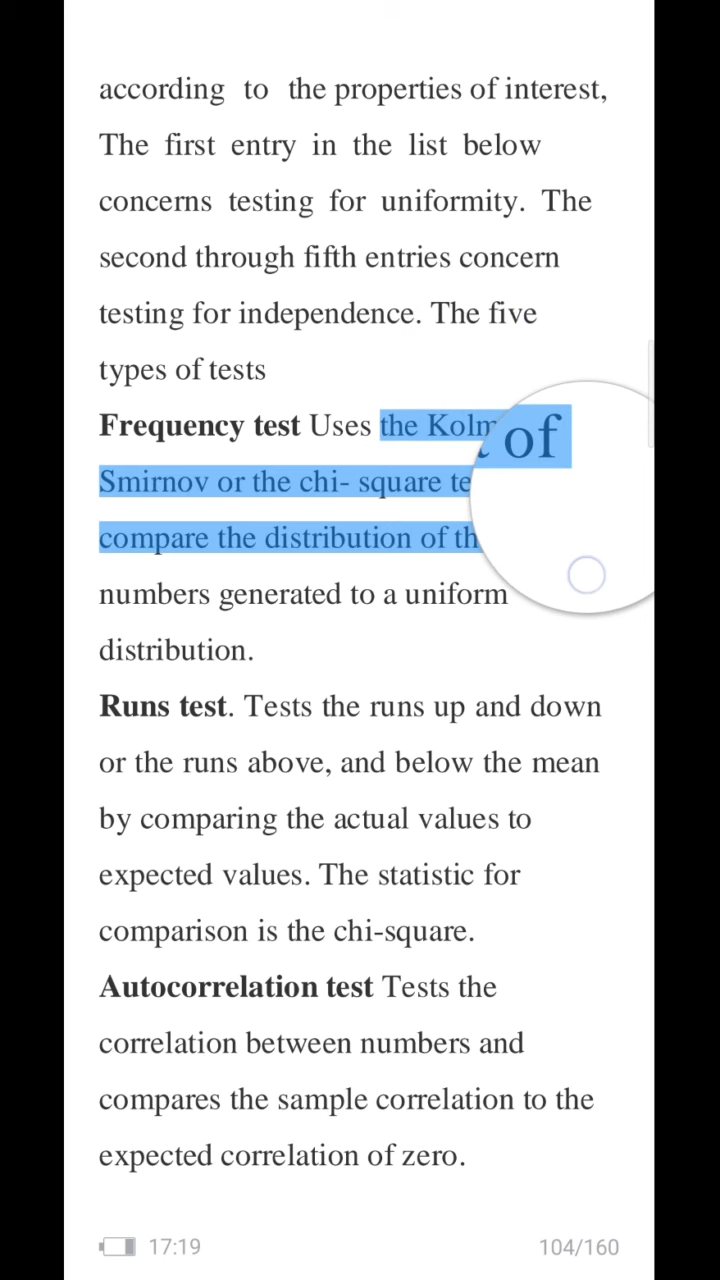 according to the properties of interest,
The first entry in the list below
concerns testing for uniformity. The
second through fifth entries concern
testing for independence. The five
types of tests
Frequency test Uses the
of
Smirnov or the chi- square
compare the distribution of
numbers generated to a uniform
distribution.
Runs test. Tests the runs up and down
or the runs above, and below the mean
by comparing the actual values to
expected values. The statistic for
comparison is the chi-square.
Autocorrelation test Tests the
correlation between numbers and
compares the sample correlation to the
expected correlation of zero.
17:19 104/160